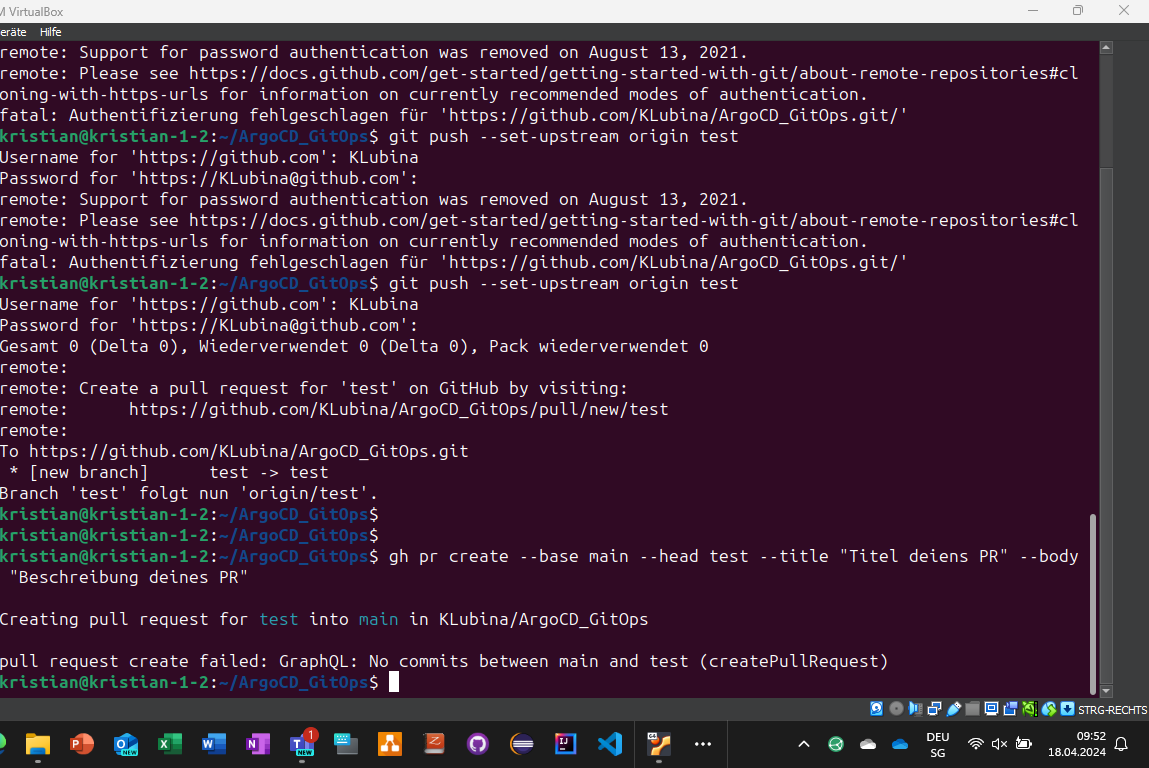 M VirtualBox
eräte Hilfe
remote: Support for password authentication was removed on August 13, 2021.
remote: Please see https://docs.github.com/get-started/getting-started-with-git/about-remote-repositories#cl
oning-with-https-urls for information on currently recommended modes of authentication.
fatal: Authentifizierung fehlgeschlagen für 'https://github.com/KLubina/ArgoCD_GitOps.git/'
kristian@kristian-1-2:~/ArgoCD_GitOps$ git push --set-upstream origin test
Username for 'https://github.com': KLubina
Password for 'https://KLubina@github.com':
remote: Support for password authentication was removed on August 13, 2021.
remote: Please see https://docs.github.com/get-started/getting-started-with-git/about-remote-repositories#cl
oning-with-https-urls for information on currently recommended modes of authentication.
fatal: Authentifizierung fehlgeschlagen für 'https://github.com/KLubina/ArgoCD_GitOps.git/'
kristian@kristian-1-2:~/ArgoCD_GitOps$ git push --set-upstream origin test
Username for 'https://github.com': KLubina
Password for 'https://KLubina@github.com':
Gesamt 0 (Delta 0), Wiederverwendet 0 (Delta 0), Pack wiederverwendet 0
remote:
remote: Create a pull request for 'test' on GitHub by visiting:
remote:      https://github.com/KLubina/ArgoCD_GitOps/pull/new/test
remote:
To https://github.com/KLubina/ArgoCD_GitOps.git
 * [new branch]      test -> test
Branch 'test' folgt nun 'origin/test'.
kristian@kristian-1-2:~/ArgoCD_GitOps$
kristian@kristian-1-2:~/ArgoCD_GitOps$
kristian@kristian-1-2:~/ArgoCD_GitOps$ gh pr create --base main --head test --title "Titel deiens PR" --body
 "Beschreibung deines PR"
Creating pull request for test into main in KLubina/ArgoCD_GitOps
pull request create failed: GraphQL: No commits between main and test (createPullRequest)
kristian@kristian-1-2:~/ArgoCD_GitOps$
STRG-RECHTS
DEU
SG
09:52
18.04.2024